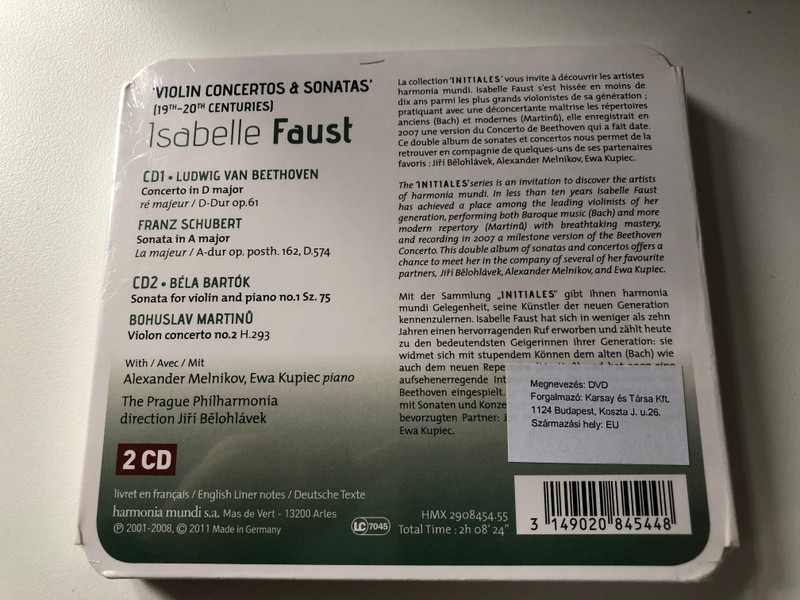 'VIOLIN CONCERTOS & SONATAS'
(19TH-20TH CENTURIES)
Isabelle Faust
CD1 • LUDWIG VAN BEETHOVEN
Concerto in D major
ré majeur / D-Dur op.61
FRANZ SCHUBERT
Sonata in A major
La majeur / A-dur op. posth. 162, D.574
CD2 • BÉLA BARTÓK
Sonata for violin and piano no.1 Sz. 75
BOHUSLAV MARTINŮ
Violon concerto no.2 H.293
With / Avec / Mit
Alexander Melnikov, Ewa Kupiec piano
The Prague Philharmonia
direction Jiří Bělohlávek
2 CD
livret en français / English Liner notes / Deutsche Texte
harmonia mundi s.a. Mas de Vert - 13200 Arles
℗ 2001-2008, © 2011 Made in Germany
La collection 'INITIALES' vous invite à découvrir les artistes
harmonia mundi. Isabelle Faust s'est hissée en moins de
dix ans parmi les plus grands violonistes de sa génération ;
pratiquant avec une déconcertante maîtrise les répertoires
anciens (Bach) et modernes (Martinů), elle enregistrait en
2007 une version du Concerto de Beethoven qui a fait date.
Ce double album de sonates et concertos nous permet de la
retrouver en compagnie de quelques-uns de ses partenaires
favoris : Jiří Bělohlávek, Alexander Melnikov, Ewa Kupiec.
The 'INITIALES' series is an invitation to discover the artists
of harmonia mundi. In less than ten years Isabelle Faust
has achieved a place among the leading violinists of her
generation, performing both Baroque music (Bach) and more
modern repertory (Martinů) with breathtaking mastery,
and recording in 2007 a milestone version of the Beethoven
Concerto. This double album of sonatas and concertos offers a
chance to meet her in the company of several of her favourite
partners, Jiří Bělohlávek, Alexander Melnikov, and Ewa Kupiec.
Mit der Sammlung „INITIALES" gibt Ihnen harmonia
mundi Gelegenheit, seine Künstler der neuen Generation
kennenzulernen. Isabelle Faust hat sich in weniger als zehn
Jahren einen hervorragenden Ruf erworben und zählt heute
zu den bedeutendsten Geigerinnen ihrer Generation: sie
widmet sich mit stupendem Können dem alten (Bach) wie
auch dem neuen Repe
aufsehenerregende Int
Beethoven eingespielt.
mit Sonaten und Konze
bevorzugten Partner: J
Ewa Kupiec.
Megnevezés: DVD
Forgalmazó: Karsay és Társa Kft.
1124 Budapest, Koszta J. u.26.
Származási hely: EU
LC 7045
HMX 2908454.55
Total Time : 2h 08' 24"
3 149020 845448